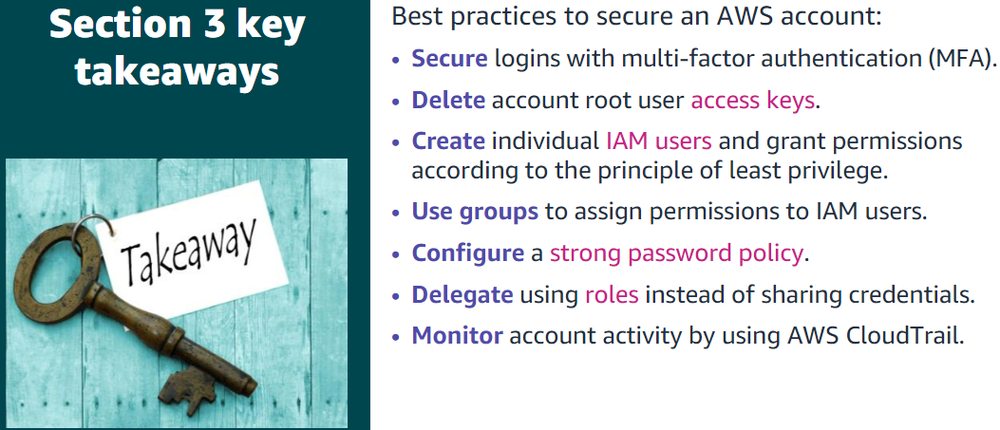 Section 3 key
takeaways
Takeaway
Best practices to secure an AWS account:
• Secure logins with multi-factor authentication (MFA).
• Delete account root user access keys.
• Create individual IAM users and grant permissions
according to the principle of least privilege.
• Use groups to assign permissions to IAM users.
• Configure a strong password policy.
• Delegate using roles instead of sharing credentials.
• Monitor account activity by using AWS CloudTrail.